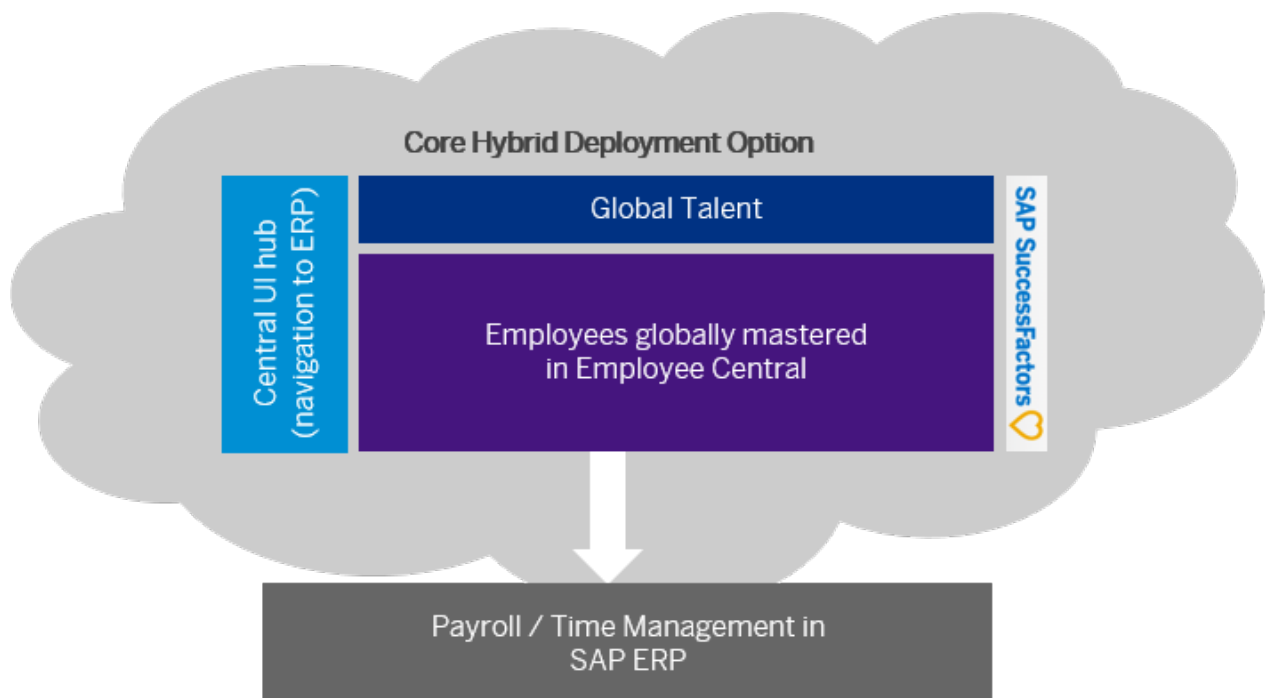 Core Hybrid Deployment Option
Central UI hub
(navigation to ERP)
Global Talent
Employees globally mastered
in Employee Central
SAP SuccessFactors
Payroll / Time Management in
SAP ERP